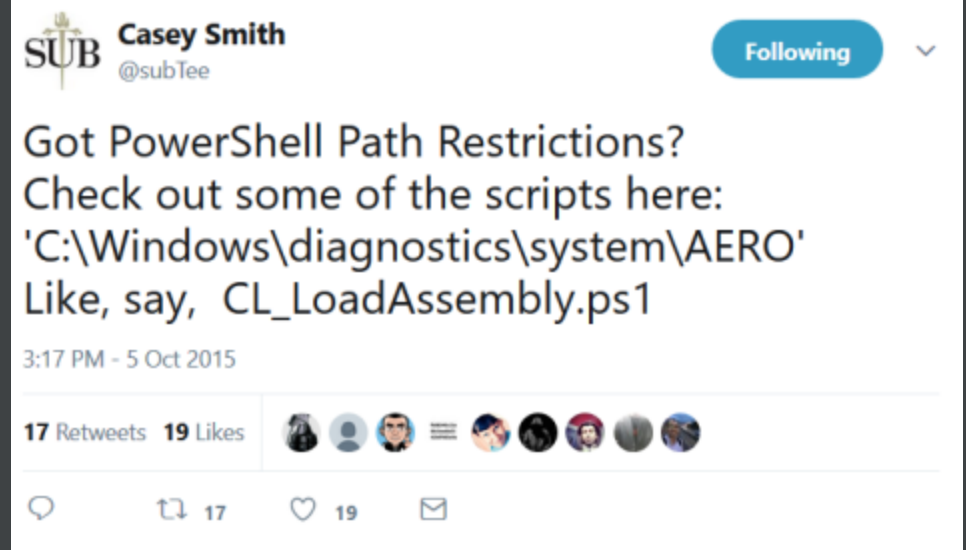 SUB
Casey Smith
@subTee
Following
Got PowerShell Path Restrictions?
Check out some of the scripts here:
'C:\Windows\diagnostics\system\AERO'
Like, say,  CL_LoadAssembly.ps1
3:17 PM - 5 Oct 2015
17 Retweets 19 Likes
17 19